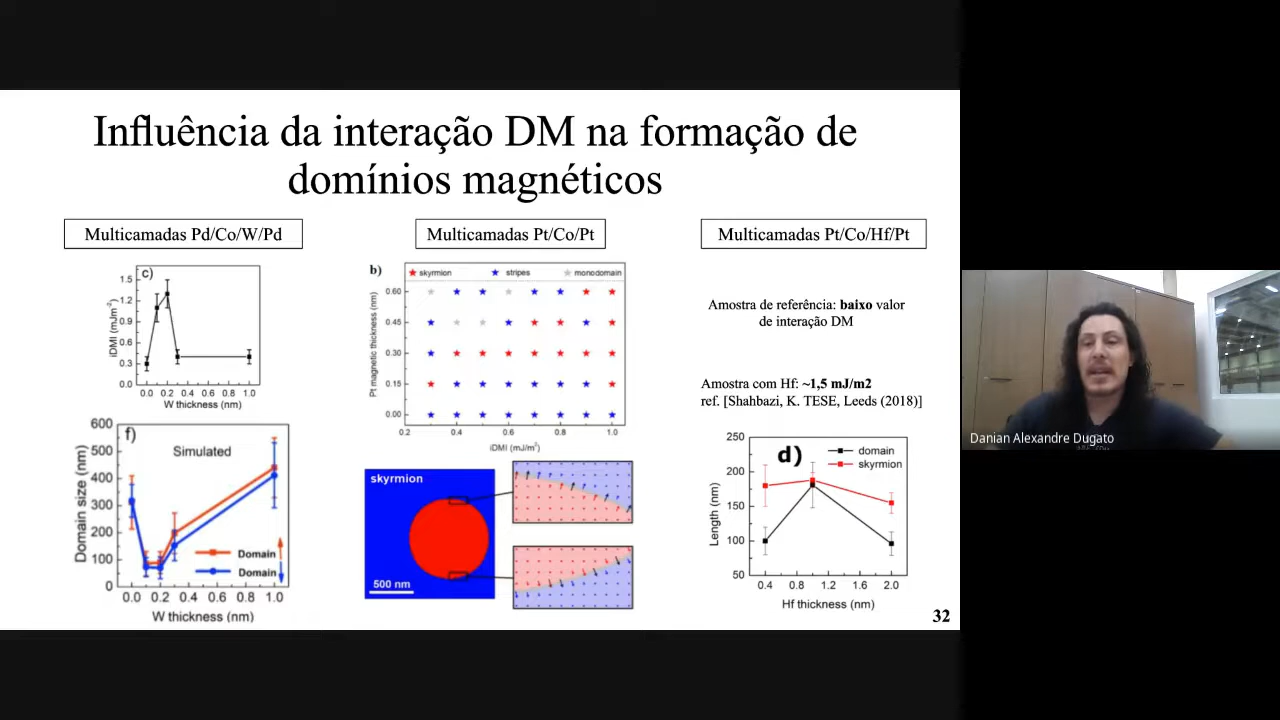 Influência da interação DM na formação de
domínios magnéticos
Multicamadas Pd/Co/W/Pd
c)
1.5
1.2
0.9
0.6
0.3
0.0
iDMI (mJ/m²)
0.0 0.2 0.4 0.6 0.8 1.0
W thickness (nm)
f)
Simulated
600
500
400
300
200
100
0
Domain size (nm)
Domain
Domain
0.0 0.2 0.4 0.6 0.8 1.0
W thickness (nm)
Multicamadas Pt/Co/Pt
b)
skyrmion stripes monodomain
0.60
0.45
0.30
0.15
0.00
Pt magnetic thickness (nm)
0.2 0.4 0.6 0.8 1.0
iDMI (mJ/m²)
skyrmion
500 nm
Multicamadas Pt/Co/Hf/Pt
Amostra de referência: baixo valor
de interação DM
Amostra com Hf: ~1,5 mJ/m2
ref. [Shahbazi, K. TESE, Leeds (2018)]
d)
domain
skyrmion
250
200
150
100
50
Length (nm)
0.4 0.8 1.2 1.6 2.0
Hf thickness (nm)
32
Danian Alexandre Dugato